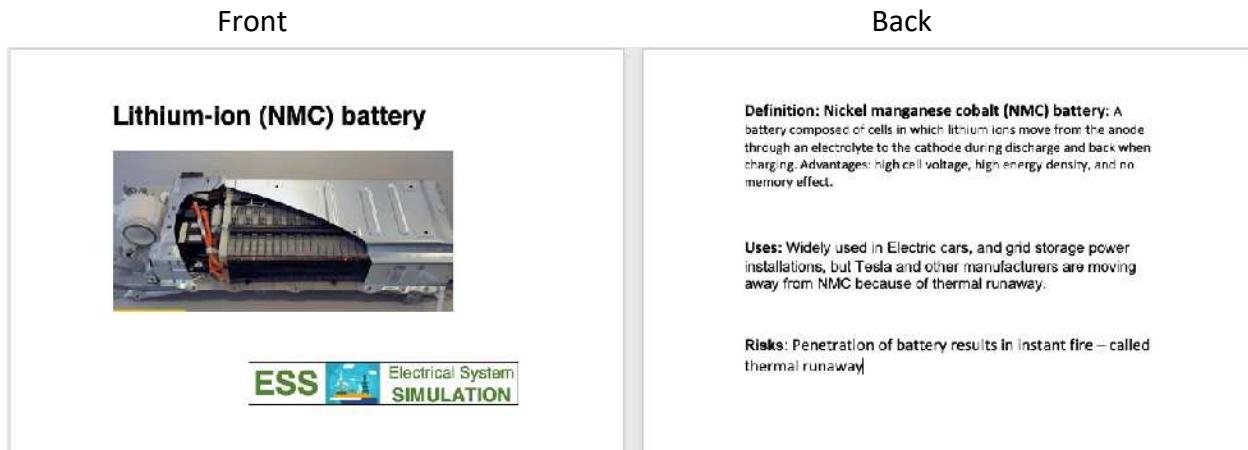 Front
Back
Lithium-ion (NMC) battery
ESS
Electrical System
SIMULATION
Definition: Nickel manganese cobalt (NMC) battery: A
battery composed of cells in which lithium ions move from the anode
through an electrolyte to the cathode during discharge and back when
charging. Advantages: high cell voltage, high energy density, and no
memory effect.
Uses: Widely used in Electric cars, and grid storage power
installations, but Tesla and other manufacturers are moving
away from NMC because of thermal runaway.
Risks: Penetration of battery results in instant fire – called
thermal runaway